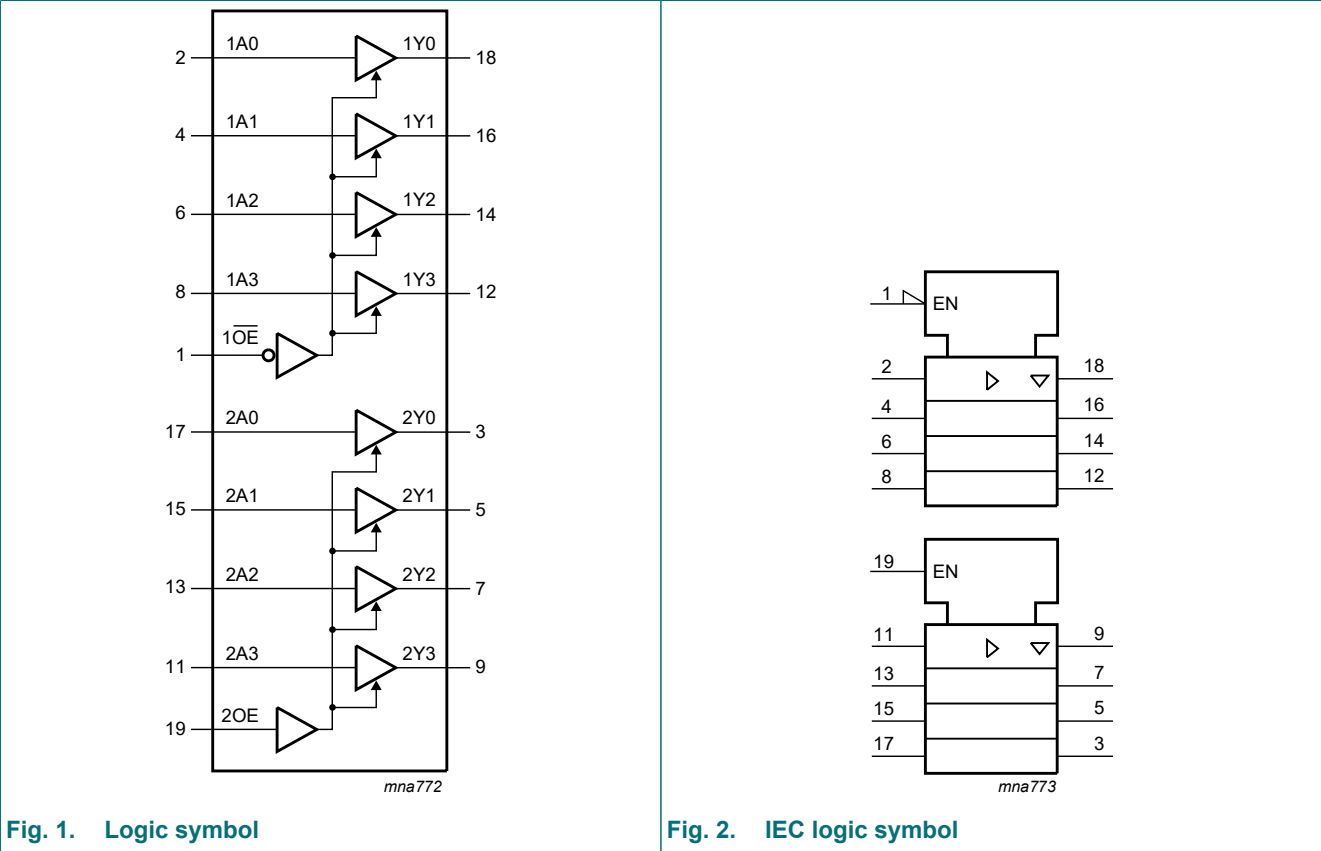 2 1A0 1Y0 18
4 1A1 1Y1 16
6 1A2 1Y2 14
8 1A3 1Y3 12
1 1O̅E̅
17 2A0 2Y0 3
15 2A1 2Y1 5
13 2A2 2Y2 7
11 2A3 2Y3 9
19 2OE
mna772
Fig. 1. Logic symbol
1 EN
2 18
4 16
6 14
8 12
19 EN
11 9
13 7
15 5
17 3
mna773
Fig. 2. IEC logic symbol